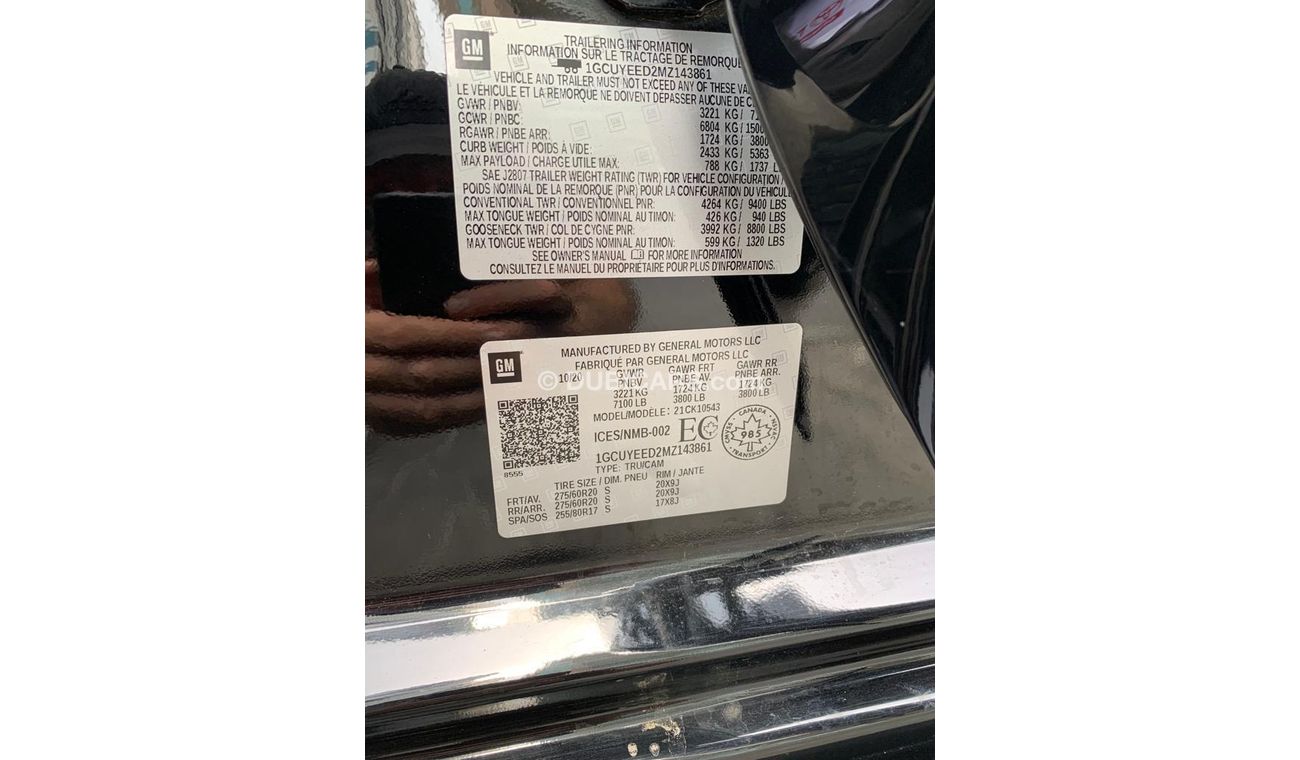 GM
TRAILERING INFORMATION
INFORMATION SUR LE TRACTAGE DE REMORQUE
1GCUYEED2MZ143861
VEHICLE AND TRAILER MUST NOT EXCEED ANY OF THESE
LE VÉHICULE ET LA REMORQUE NE DOIVENT DÉPASSER AUCUNE DE
GVWR / PNBV: 3221 KG /
GCWR / PNBC: 6804 KG /
RGAWR / PNBE ARR: 1724 KG / 3800
CURB WEIGHT / POIDS À VIDE: 2433 KG / 5363
MAX PAYLOAD / CHARGE UTILE MAX: 788 KG / 1737
SAE J2807 TRAILER WEIGHT RATING (TWR) FOR VEHICLE CONFIGURATION /
POIDS NOMINAL DE LA REMORQUE (PNR) POUR LA CONFIGURATION DU VÉHICULE
CONVENTIONAL TWR / CONVENTIONNEL PNR: 4264 KG / 9400 LBS
MAX TONGUE WEIGHT / POIDS NOMINAL AU TIMON: 426 KG / 940 LBS
GOOSENECK TWR / COL DE CYGNE PNR: 3992 KG / 8800 LBS
MAX TONGUE WEIGHT / POIDS NOMINAL AU TIMON: 599 KG / 1320 LBS
SEE OWNER'S MANUAL FOR MORE INFORMATION
CONSULTEZ LE MANUEL DU PROPRIÉTAIRE POUR PLUS D'INFORMATIONS.
GM
MANUFACTURED BY GENERAL MOTORS LLC
FABRIQUÉ PAR GENERAL MOTORS LLC
10/20 GVWR GAWR FRT GAWR RR
PNBV PNBE AV. PNBE ARR.
3221 KG 1724 KG 1724 KG
7100 LB 3800 LB 3800 LB
MODEL/MODÈLE: 21CK10543
ICES/NMB-002 EC
CANADA 985 TRANSPORT
1GCUYEED2MZ143861
8555
TYPE: TRU/CAM
TIRE SIZE / DIM. PNEU RIM / JANTE
FRT/AV. 275/60R20 S 20X9J
RR/ARR. 275/60R20 S 20X9J
SPA/SOS 255/80R17 S 17X8J
© DUBICARS.com